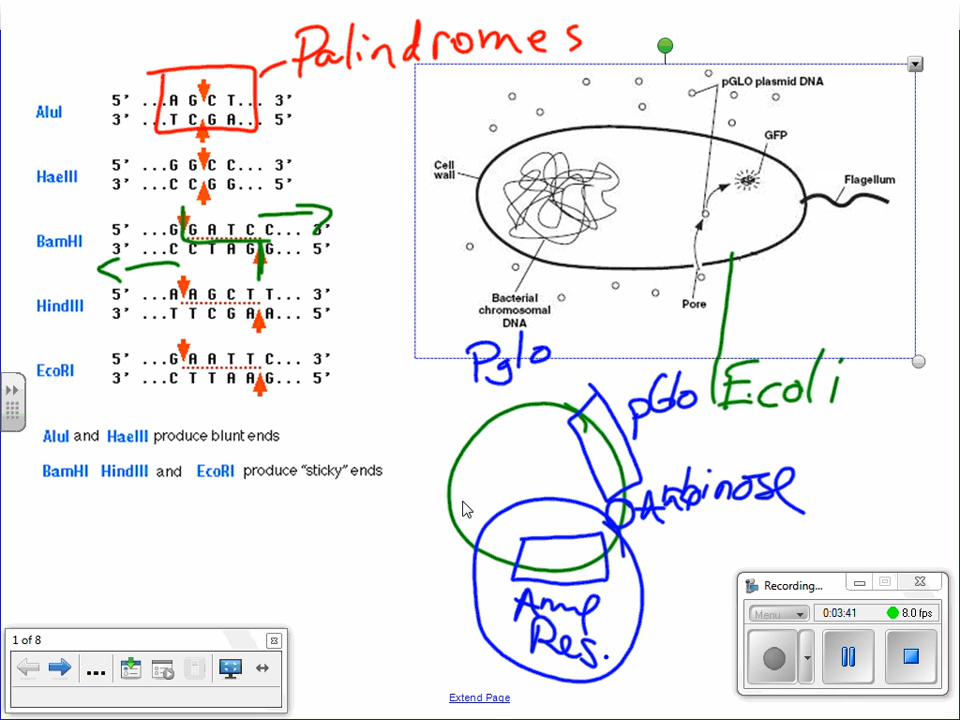 Palindromes
AluI
5' ...A G C T... 3'
3' ...T C G A... 5'
HaeIII
5' ...G G C C... 3'
3' ...C C G G... 5'
BamHI
5' ...G G A T C C... 3'
3' ...C C T A G G... 5'
HindIII
5' ...A A G C T T... 3'
3' ...T T C G A A... 5'
EcoRI
5' ...G A A T T C... 3'
3' ...C T T A A G... 5'
AluI and HaeIII produce blunt ends
BamHI HindIII and EcoRI produce "sticky" ends
pGLO plasmid DNA
GFP
Cell
wall
Flagellum
Pore
Bacterial
chromosomal
DNA
Pglo
pGlo
E.coli
Arabinose
Amp
Res.
1 of 8
Extend Page
Recording...
Menu
0:03:41
8.0 fps